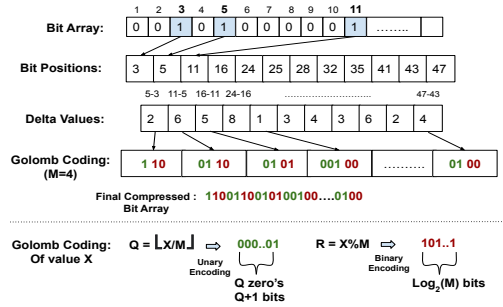 1 2 3 4 5 6 7 8 9 10 11
Bit Array: 0 0 1 0 1 0 0 0 0 0 1 ........
Bit Positions: 3 5 11 16 24 25 28 32 35 41 43 47
5-3 11-5 16-11 24-16 .............................. 47-43
Delta Values: 2 6 5 8 1 3 4 3 6 2 4
Golomb Coding: 1 10 01 10 01 01 001 00 .......... 01 00
(M=4)
Final Compressed : 110011001010010 0....0100
Bit Array
Golomb Coding: Q = ⌊X/M⌋ 000..01 R = X%M 101..1
Of value X Unary Encoding Binary Encoding
Q zero's Log2(M) bits
Q+1 bits